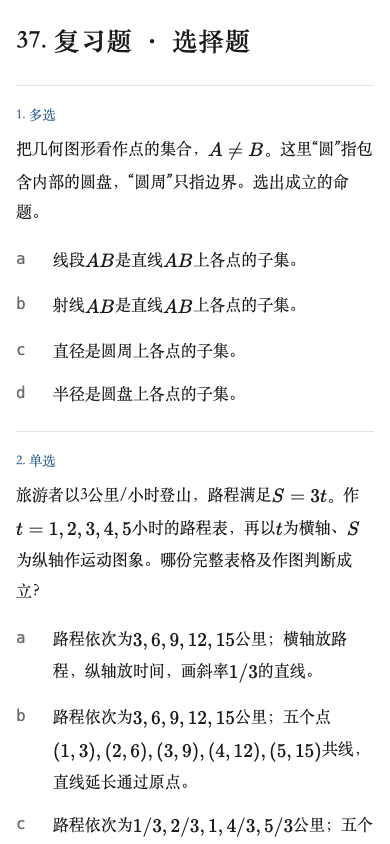 37. 复习题 · 选择题
1. 多选
把几何图形看作点的集合，A ≠ B。这里“圆”指包
含内部的圆盘，“圆周”只指边界。选出成立的命
题。
a 线段AB是直线AB上各点的子集。
b 射线AB是直线AB上各点的子集。
c 直径是圆周上各点的子集。
d 半径是圆盘上各点的子集。
2. 单选
旅游者以3公里/小时登山，路程满足S = 3t。作
t = 1, 2, 3, 4, 5小时的路程表，再以t为横轴、S
为纵轴作运动图象。哪份完整表格及作图判断成
立？
a 路程依次为3, 6, 9, 12, 15公里；横轴放路
程，纵轴放时间，画斜率1/3的直线。
b 路程依次为3, 6, 9, 12, 15公里；五个点
(1, 3), (2, 6), (3, 9), (4, 12), (5, 15)共线，
直线延长通过原点。
c 路程依次为1/3, 2/3, 1, 4/3, 5/3公里；五个